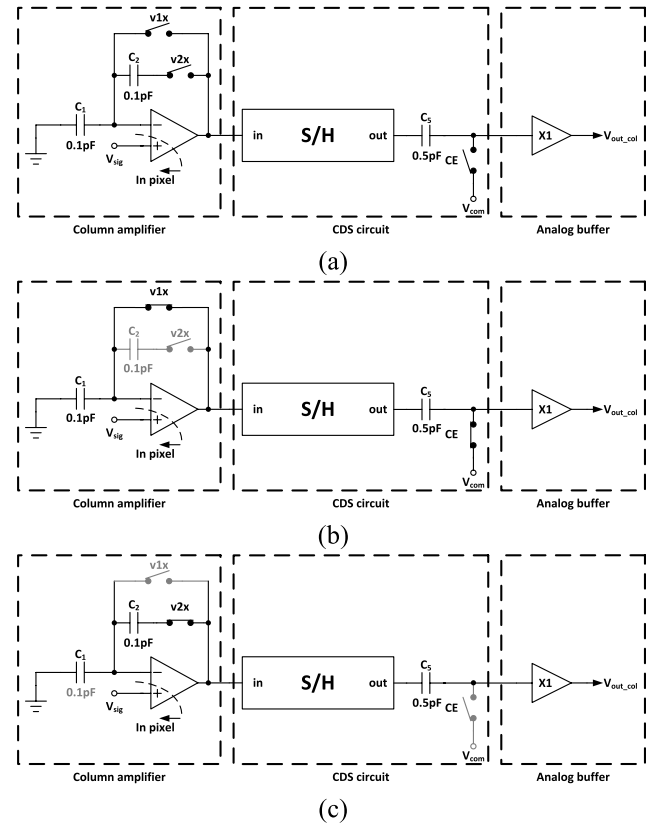 v1x
C2
v2x
0.1pF
C1
0.1pF
Vsig
In pixel
in
S/H
out
C5
0.5pF
CE
Vcom
X1
Vout_col
Column amplifier
CDS circuit
Analog buffer
(a)
v1x
C2
v2x
0.1pF
C1
0.1pF
Vsig
In pixel
in
S/H
out
C5
0.5pF
CE
Vcom
X1
Vout_col
Column amplifier
CDS circuit
Analog buffer
(b)
v1x
C2
v2x
0.1pF
C1
0.1pF
Vsig
In pixel
in
S/H
out
C5
0.5pF
CE
Vcom
X1
Vout_col
Column amplifier
CDS circuit
Analog buffer
(c)